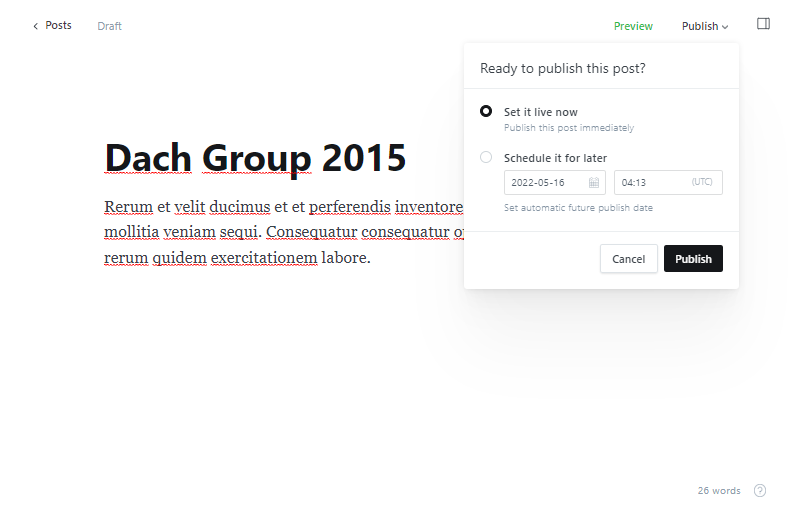 Posts
Draft
Preview
Publish
Ready to publish this post?
Set it live now
Publish this post immediately
Schedule it for later
2022-05-16
04:13
(UTC)
Set automatic future publish date
Cancel
Publish
Dach Group 2015
Rerum et velit ducimus et et perferendis inventore
mollitia veniam sequi. Consequatur consequatur
rerum quidem exercitationem labore.
26 words